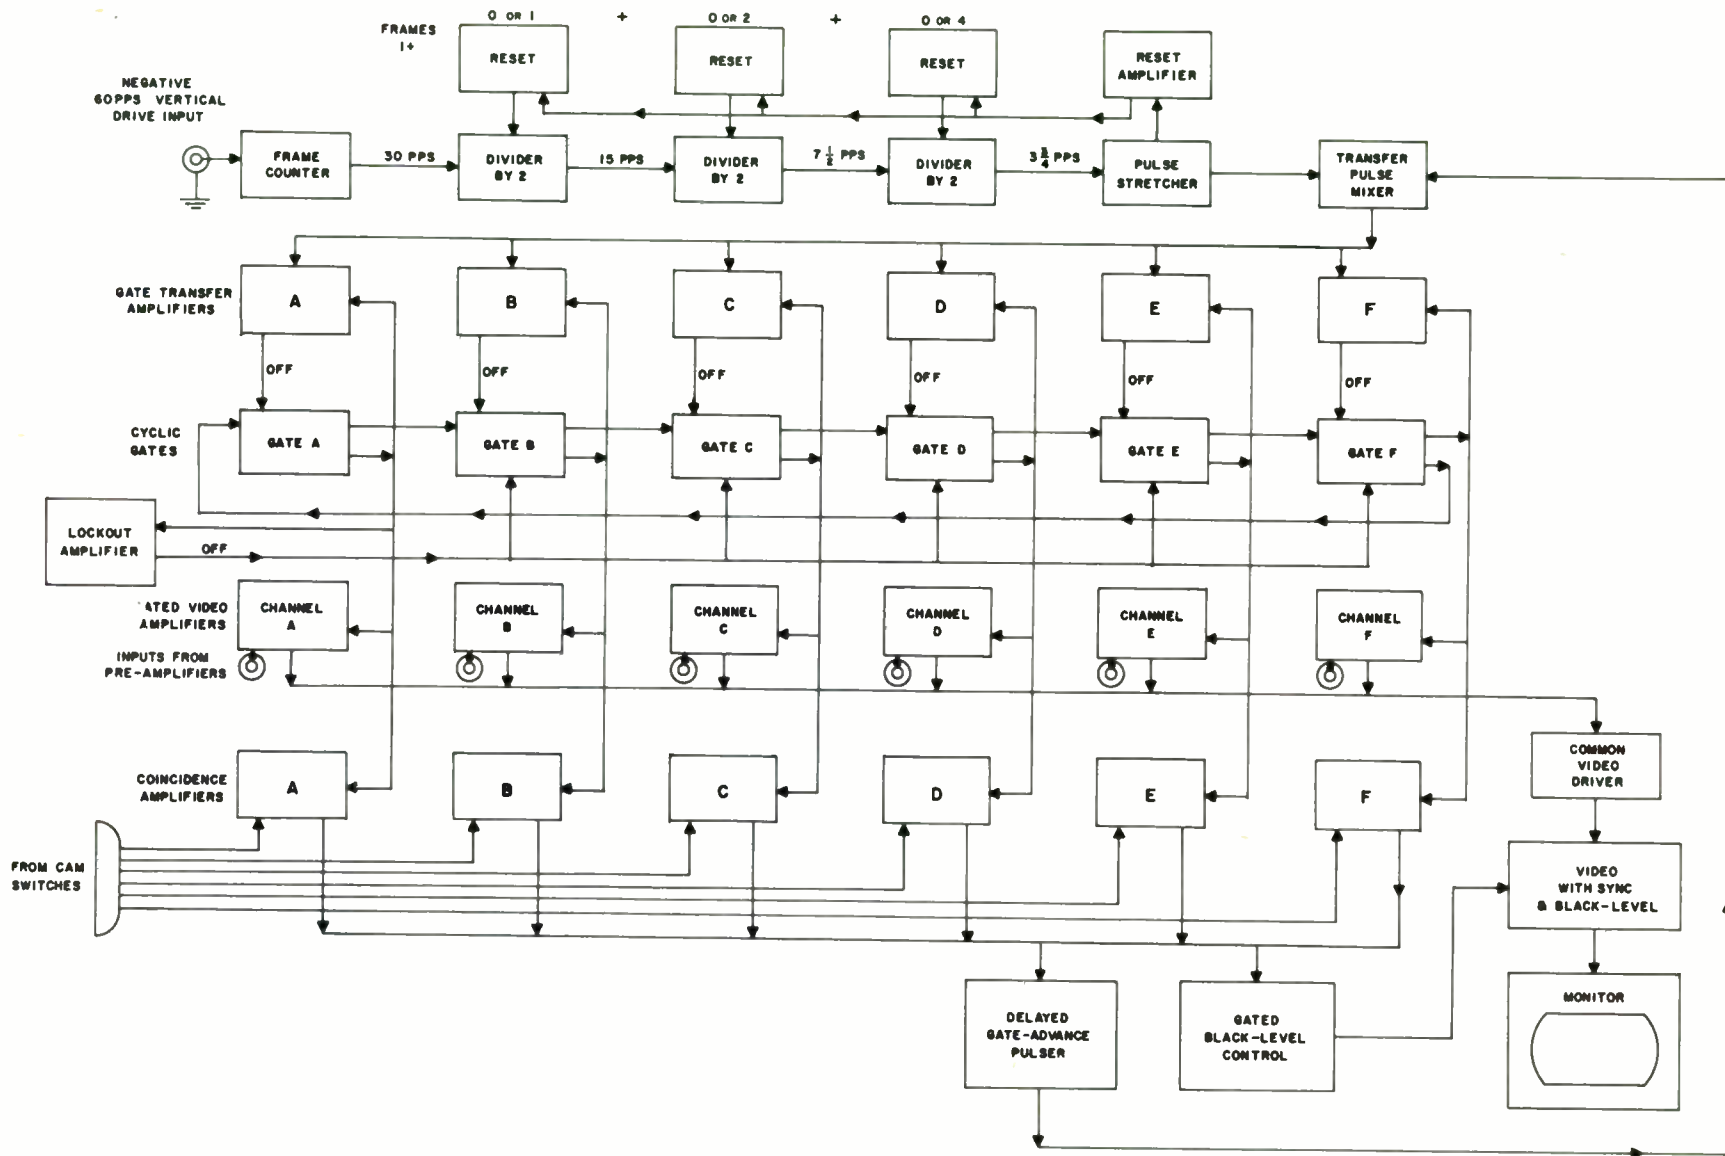 0 OR 1 + 0 OR 2 + 0 OR 4
FRAMES
1+
RESET
RESET
RESET
RESET
AMPLIFIER
NEGATIVE
60PPS VERTICAL
DRIVE INPUT
FRAME
COUNTER
30 PPS
DIVIDER
BY 2
15 PPS
DIVIDER
BY 2
7 1/2 PPS
DIVIDER
BY 2
3 3/4 PPS
PULSE
STRETCHER
TRANSFER
PULSE
MIXER
GATE TRANSFER
AMPLIFIERS
A
B
C
D
E
F
OFF
OFF
OFF
OFF
OFF
OFF
CYCLIC
GATES
GATE A
GATE B
GATE C
GATE D
GATE E
GATE F
LOCKOUT
AMPLIFIER
OFF
ATED VIDEO
AMPLIFIERS
CHANNEL
A
CHANNEL
B
CHANNEL
C
CHANNEL
D
CHANNEL
E
CHANNEL
F
INPUTS FROM
PRE-AMPLIFIERS
COMMON
VIDEO
DRIVER
COINCIDENCE
AMPLIFIERS
A
B
C
D
E
F
FROM CAM
SWITCHES
VIDEO
WITH SYNC
& BLACK-LEVEL
DELAYED
GATE-ADVANCE
PULSER
GATED
BLACK-LEVEL
CONTROL
MONITOR